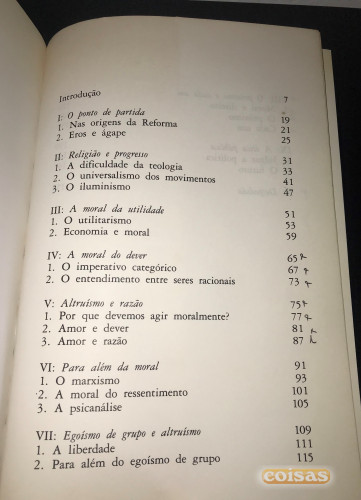 Introdução 7
I: O ponto de partida 19
1. Nas origens da Reforma 21
2. Eros e ágape 25
II: Religião e progresso 31
1. A dificuldade da teologia 33
2. O universalismo dos movimentos 41
3. O iluminismo 47
III: A moral da utilidade 51
1. O utilitarismo 53
2. Economia e moral 59
IV: A moral do dever 65
1. O imperativo categórico 67
2. O entendimento entre seres racionais 73
V: Altruísmo e razão 75
1. Por que devemos agir moralmente? 77
2. Amor e dever 81
3. Amor e razão 87
VI: Para além da moral 91
1. O marxismo 93
2. A moral do ressentimento 101
3. A psicanálise 105
VII: Egoísmo de grupo e altruísmo 109
1. A liberdade 111
2. Para além do egoísmo de grupo 115
coisas